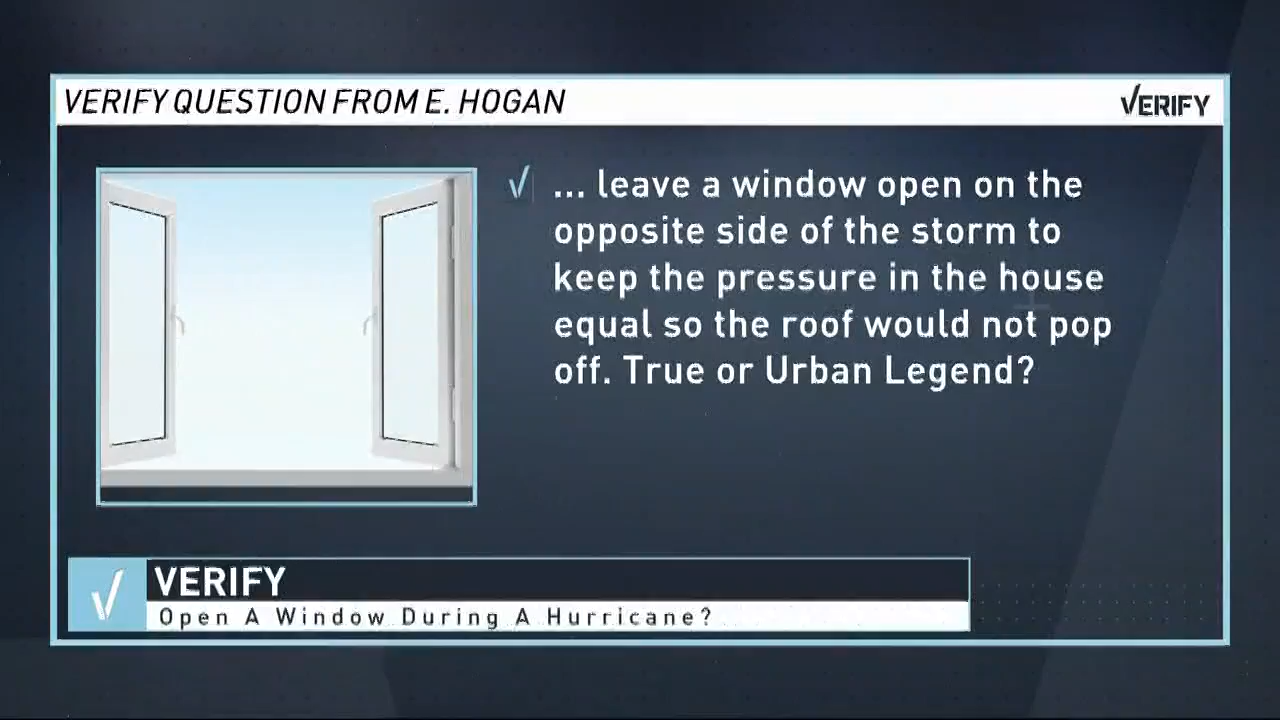 VERIFY QUESTION FROM E. HOGAN
VERIFY
... leave a window open on the
opposite side of the storm to
keep the pressure in the house
equal so the roof would not pop
off. True or Urban Legend?
VERIFY
Open A Window During A Hurricane?